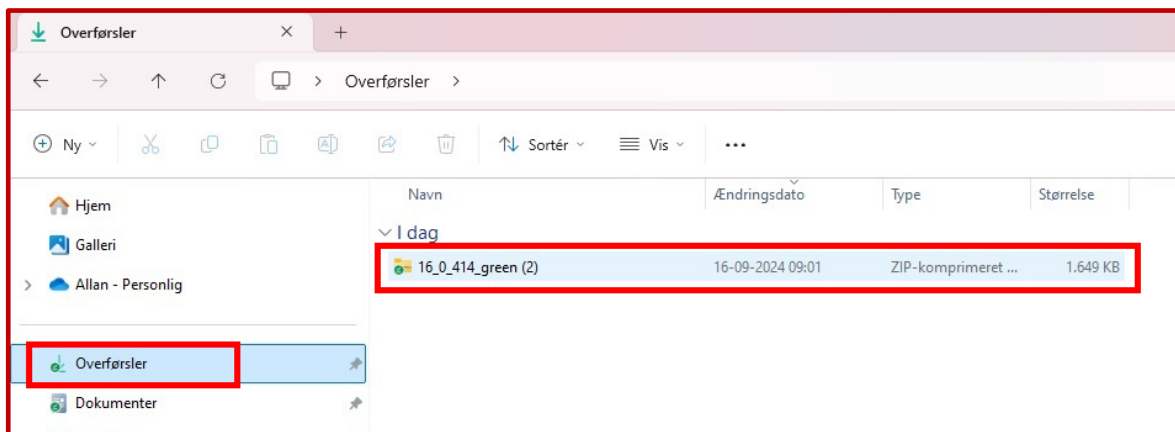 Overførsler
Overførsler
Ny Sortér Vis
Navn Ændringsdato Type Størrelse
Hjem
I dag
Galleri
16_0_414_green (2) 16-09-2024 09:01 ZIP-komprimeret ... 1.649 KB
Allan - Personlig
Overførsler
Dokumenter